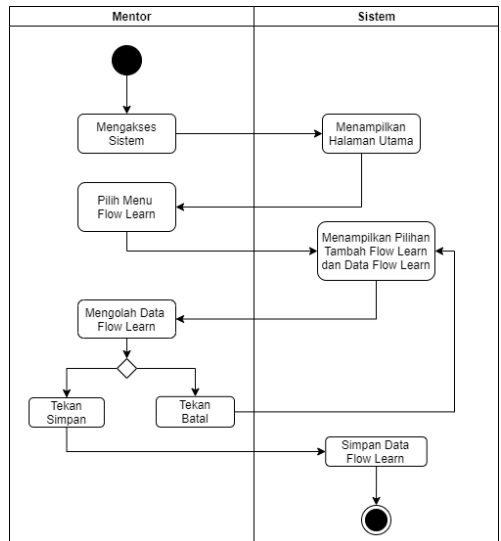 Mentor
Sistem
Mengakses
Sistem
Menampilkan
Halaman Utama
Pilih Menu
Flow Learn
Menampilkan Pilihan
Tambah Flow Learn
dan Data Flow Learn
Mengolah Data
Flow Learn
Tekan
Simpan
Tekan
Batal
Simpan Data
Flow Learn